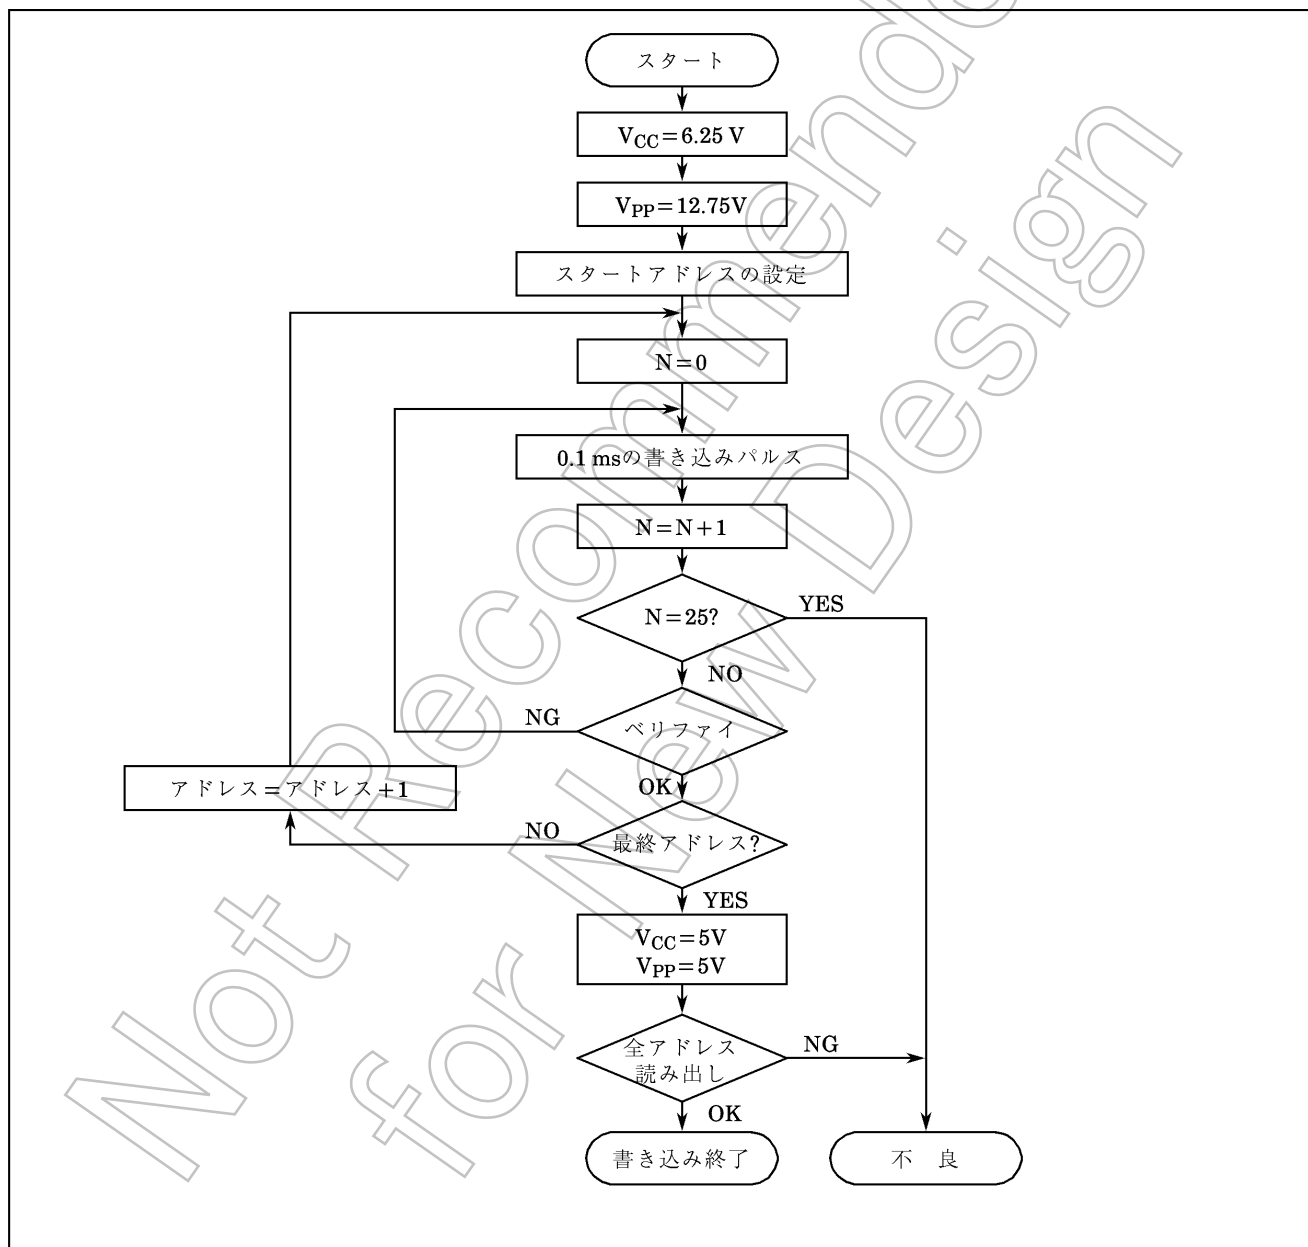 スタート
VCC=6.25 V
VPP=12.75V
スタートアドレスの設定
N=0
0.1 msの書き込みパルス
N=N+1
N=25?
YES
NO
ベリファイ
NG
OK
アドレス=アドレス+1
最終アドレス?
NO
YES
VCC=5V
VPP=5V
全アドレス
読み出し
NG
OK
書き込み終了
不 良
Not Recommende
for New Design